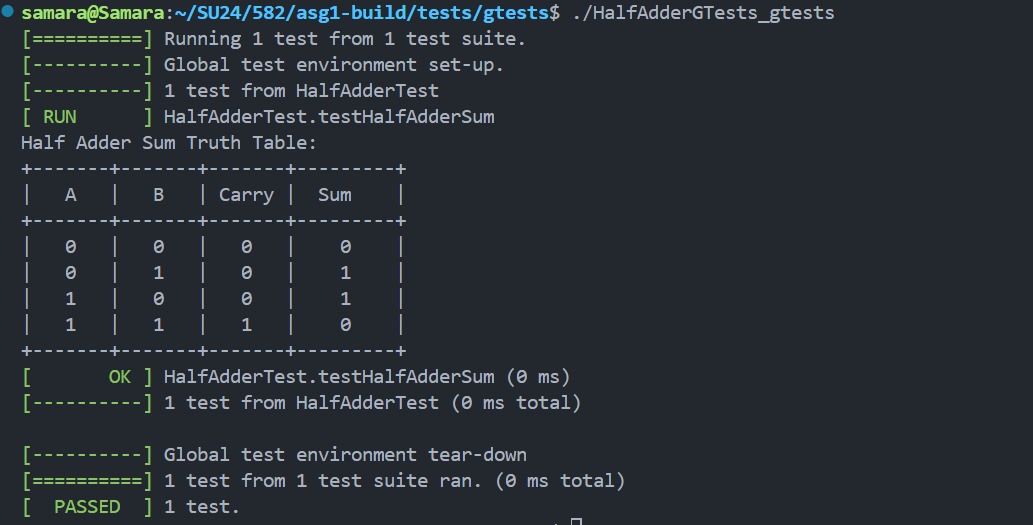 samara@Samara:~/SU24/582/asg1-build/tests/gtests$ ./HalfAdderGTests_gtests
[==========] Running 1 test from 1 test suite.
[----------] Global test environment set-up.
[----------] 1 test from HalfAdderTest
[ RUN      ] HalfAdderTest.testHalfAdderSum
Half Adder Sum Truth Table:
+-------+-------+-------+---------+
|   A   |   B   | Carry |  Sum    |
+-------+-------+-------+---------+
|   0   |   0   |   0   |   0     |
|   0   |   1   |   0   |   1     |
|   1   |   0   |   0   |   1     |
|   1   |   1   |   1   |   0     |
+-------+-------+-------+---------+
[       OK ] HalfAdderTest.testHalfAdderSum (0 ms)
[----------] 1 test from HalfAdderTest (0 ms total)

[----------] Global test environment tear-down
[==========] 1 test from 1 test suite ran. (0 ms total)
[  PASSED  ] 1 test.